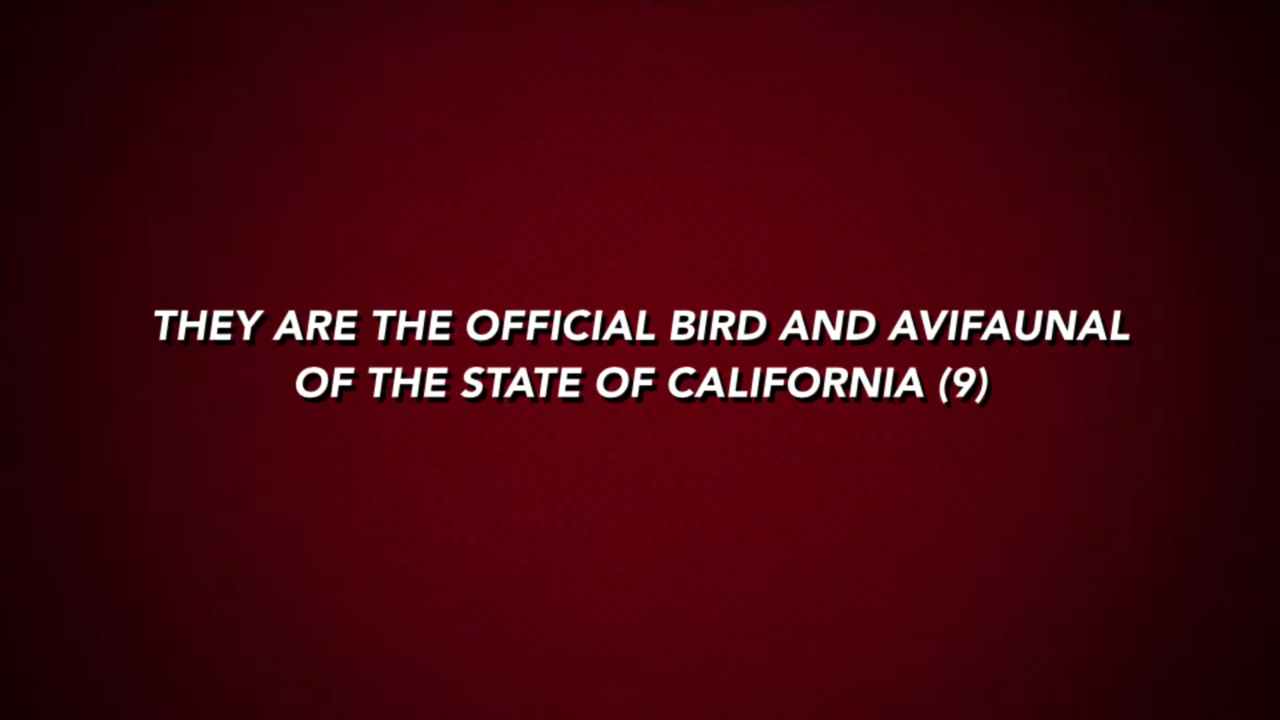 THEY ARE THE OFFICIAL BIRD AND AVIFAUNAL
OF THE STATE OF CALIFORNIA (9)